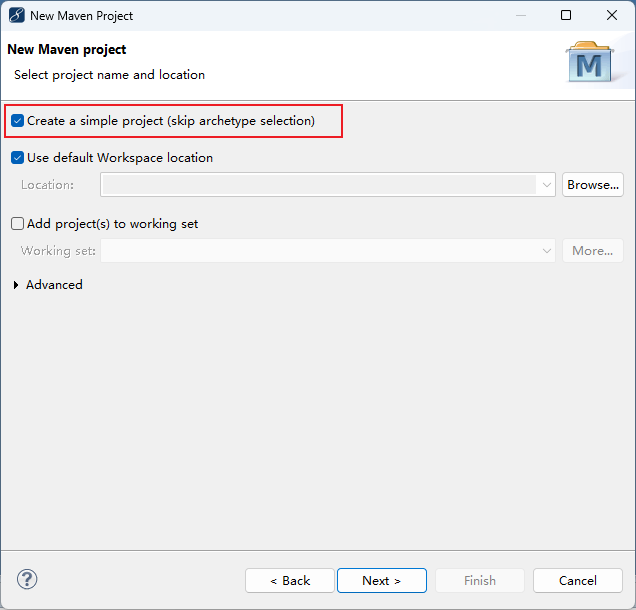 New Maven Project
New Maven project
Select project name and location
M
Create a simple project (skip archetype selection)
Use default Workspace location
Location:
Browse...
Add project(s) to working set
Working set:
More...
Advanced
?
< Back
Next >
Finish
Cancel